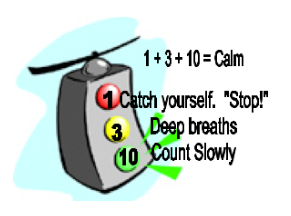 1 + 3 + 10 = Calm
1 Catch yourself. "Stop!"
3 Deep breaths
10 Count Slowly